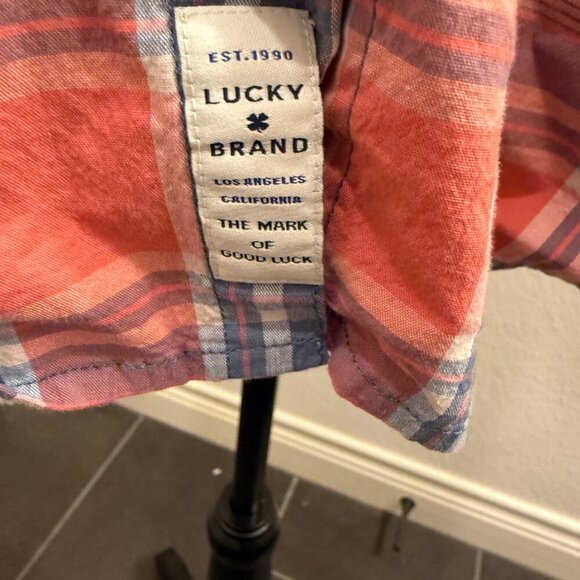 EST.1990
LUCKY
BRAND
LOS ANGELES
CALIFORNIA
THE MARK
OF
GOOD LUCK